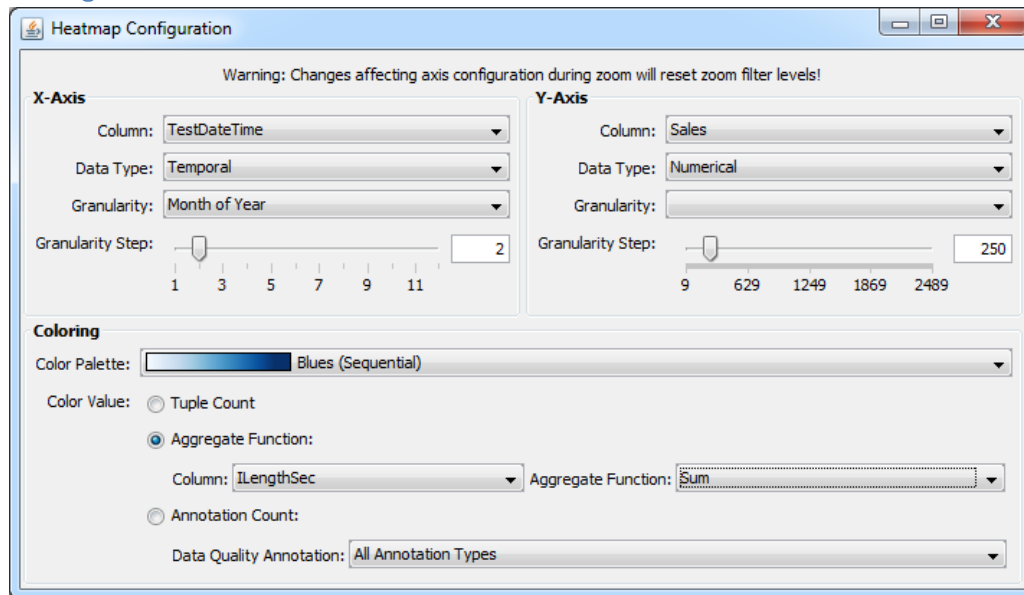 Heatmap Configuration
Warning: Changes affecting axis configuration during zoom will reset zoom filter levels!
X-Axis
Column: TestDateTime
Data Type: Temporal
Granularity: Month of Year
Granularity Step: 2
1 3 5 7 9 11
Y-Axis
Column: Sales
Data Type: Numerical
Granularity:
Granularity Step: 250
9 629 1249 1869 2489
Coloring
Color Palette: Blues (Sequential)
Color Value: Tuple Count
Aggregate Function:
Column: ILengthSec Aggregate Function: Sum
Annotation Count:
Data Quality Annotation: All Annotation Types